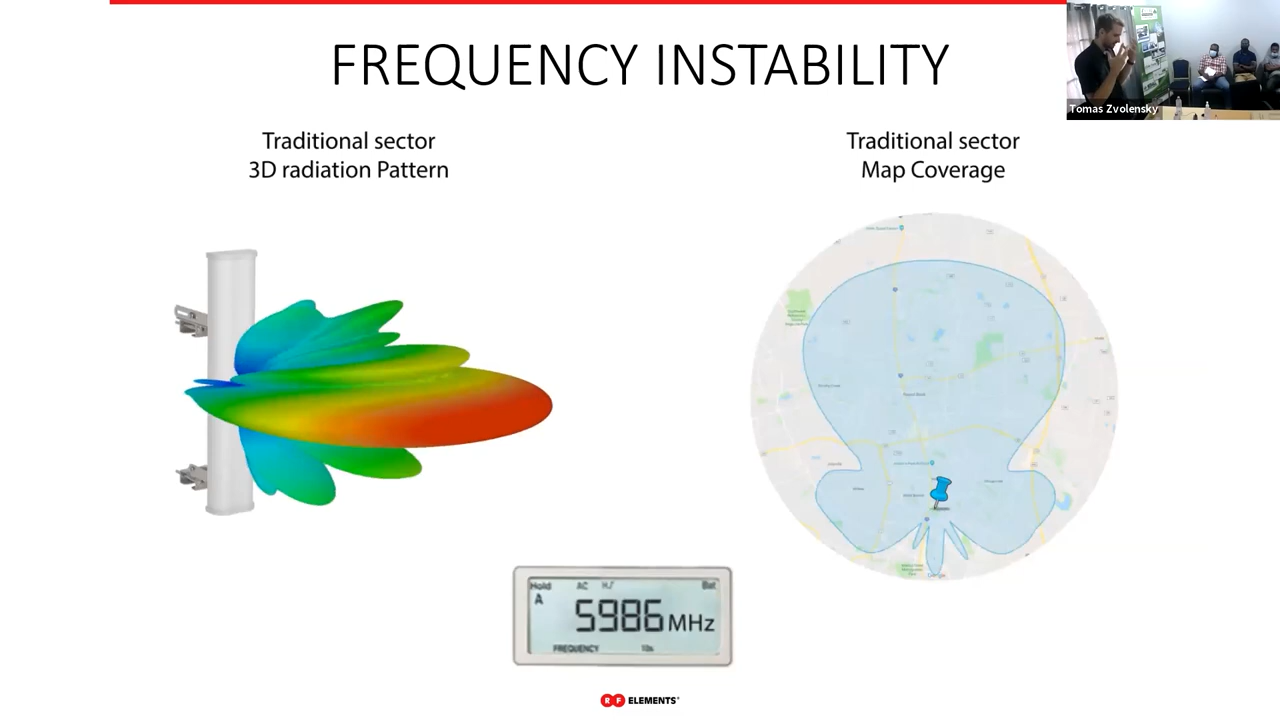 FREQUENCY INSTABILITY
Tomas Zvolensky
Traditional sector
3D radiation Pattern
Traditional sector
Map Coverage
Hold AC Bat
A
5986 MHz
FREQUENCY 10s
RF ELEMENTS